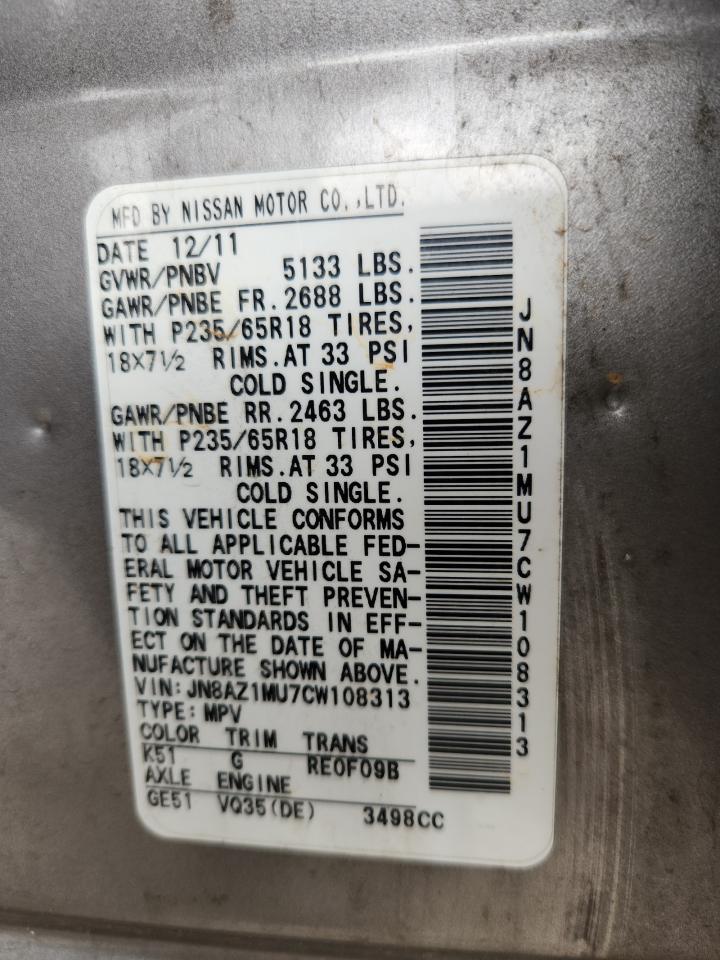 MFD BY NISSAN MOTOR CO.,LTD.
DATE 12/11
GVWR/PNBV 5133 LBS.
GAWR/PNBE FR. 2688 LBS.
WITH P235/65R18 TIRES,
18×7½ RIMS. AT 33 PSI
COLD SINGLE.
GAWR/PNBE RR. 2463 LBS.
WITH P235/65R18 TIRES,
18×7½ RIMS. AT 33 PSI
COLD SINGLE.
THIS VEHICLE CONFORMS
TO ALL APPLICABLE FED-
ERAL MOTOR VEHICLE SA-
FETY AND THEFT PREVEN-
TION STANDARDS IN EFF-
ECT ON THE DATE OF MA-
NUFACTURE SHOWN ABOVE.
VIN: JN8AZ1MU7CW108313
TYPE: MPV
COLOR TRIM TRANS
K51 G RE0F09B
AXLE ENGINE
GE51 VQ35(DE) 3498CC
JN8AZ1MU7CW108313